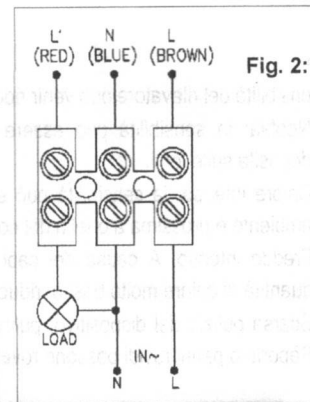 L' N L
(RED) (BLUE) (BROWN)
Fig. 2:
LOAD
IN~
N L